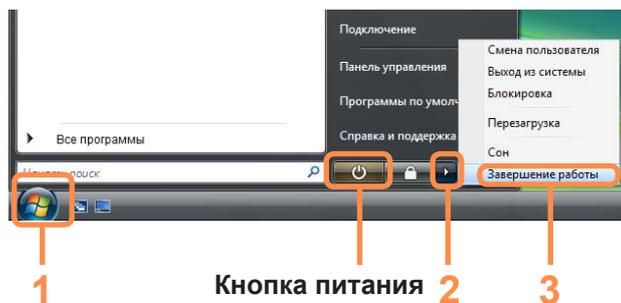 Подключение
Панель управления
Программы по умолч
Справка и поддержка
Все программы
Начать поиск
Смена пользователя
Выход из системы
Блокировка
Перезагрузка
Сон
Завершение работы
1
Кнопка питания
2
3